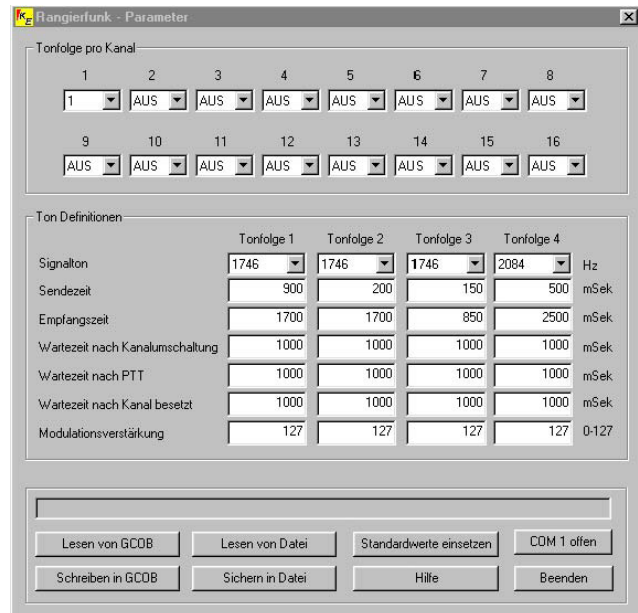 KE Rangierfunk - Parameter
Tonfolge pro Kanal
1 2 3 4 5 6 7 8
1 AUS AUS AUS AUS AUS AUS AUS
9 10 11 12 13 14 15 16
AUS AUS AUS AUS AUS AUS AUS AUS
Ton Definitionen
Tonfolge 1 Tonfolge 2 Tonfolge 3 Tonfolge 4
Signalton 1746 1746 1746 2084 Hz
Sendezeit 900 200 150 500 mSek
Empfangszeit 1700 1700 850 2500 mSek
Wartezeit nach Kanalumschaltung 1000 1000 1000 1000 mSek
Wartezeit nach PTT 1000 1000 1000 1000 mSek
Wartezeit nach Kanal besetzt 1000 1000 1000 1000 mSek
Modulationsverstärkung 127 127 127 127 0-127
Lesen von GCOB Lesen von Datei Standardwerte einsetzen COM 1 offen
Schreiben in GCOB Sichern in Datei Hilfe Beenden